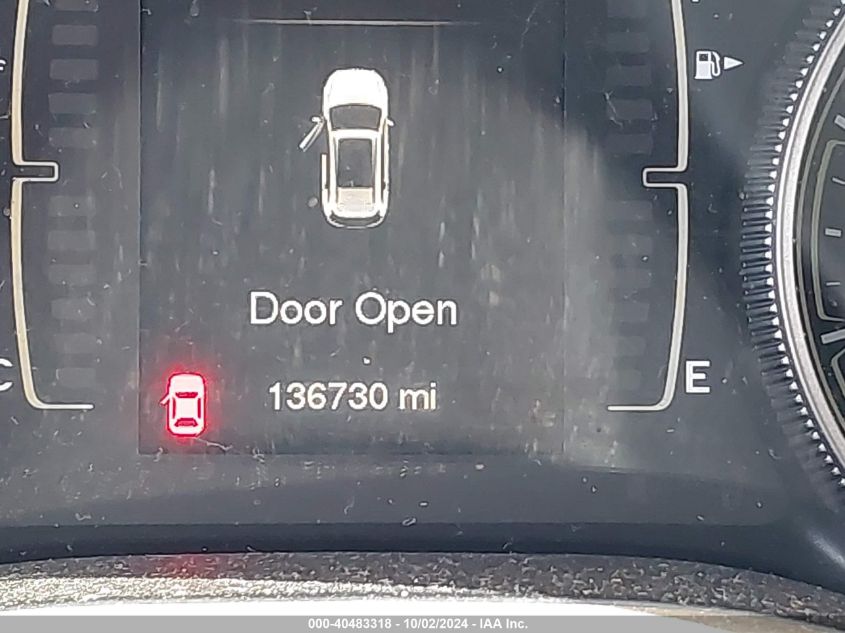 Door Open
136730 mi
C
E
000-40483318 - 10/02/2024 - IAA Inc.